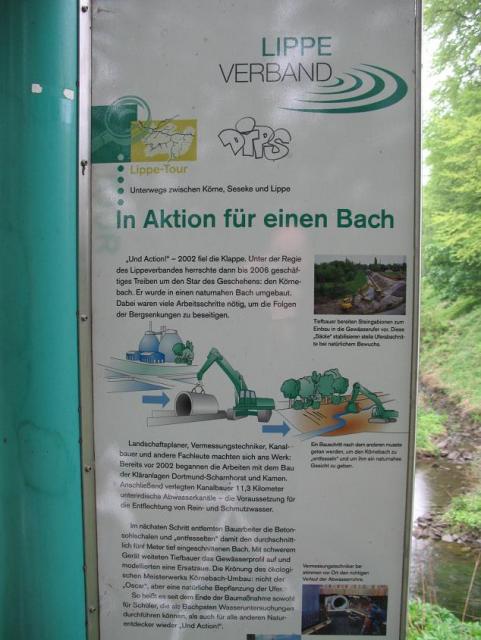 LIPPE
VERBAND
DIPS
Lippe-Tour
Unterwegs zwischen Körne, Seseke und Lippe
In Aktion für einen Bach
„Und Action!" – 2002 fiel die Klappe. Unter der Regie
des Lippeverbandes herrschte dann bis 2006 geschäf-
tiges Treiben um den Star des Geschehens: den Körne-
bach. Er wurde in einen naturnahen Bach umgebaut.
Dabei waren viele Arbeitsschritte nötig, um die Folgen
der Bergsenkungen zu beseitigen.
Tiefbauer bereiten Steingabionen zum
Einbau in die Gewässerufer vor. Diese
„Säcke" stabilisieren steile Uferabschnit-
te bei natürlichem Bewuchs.
Landschaftsplaner, Vermessungstechniker, Kanal-
bauer und andere Fachleute machten sich ans Werk:
Bereits vor 2002 begannen die Arbeiten mit dem Bau
der Kläranlagen Dortmund-Scharnhorst und Kamen.
Anschließend verlegten Kanalbauer 11,3 Kilometer
unterirdische Abwasserkanäle – die Voraussetzung für
die Entflechtung von Rein- und Schmutzwasser.
Ein Bauschritt nach dem anderen musste
getan werden, um den Körnebach zu
„entfesseln" und um ihm ein naturnahes
Gesicht zu geben.
Im nächsten Schritt entfernten Bauarbeiter die Beton-
sohlschalen und „entfesselten" damit den durchschnitt-
lich fünf Meter tief eingeschnittenen Bach. Mit schwerem
Gerät weiteten Tiefbauer das Gewässerprofil auf und
modellierten eine Ersatzaue. Die Krönung des ökologi-
schen Meisterwerks Körnebach-Umbau: nicht der
„Oscar", aber eine natürliche Bepflanzung der Ufer.
So heißt es seit dem Ende der Baumaßnahme sowohl
für Schüler, die als Bachpaten Wasseruntersuchungen
durchführen können, als auch für alle anderen Natur-
entdecker wieder „Und Action!".
Vermessungstechniker be-
stimmen vor Ort den richtigen
Verlauf der Abwasserrohre.